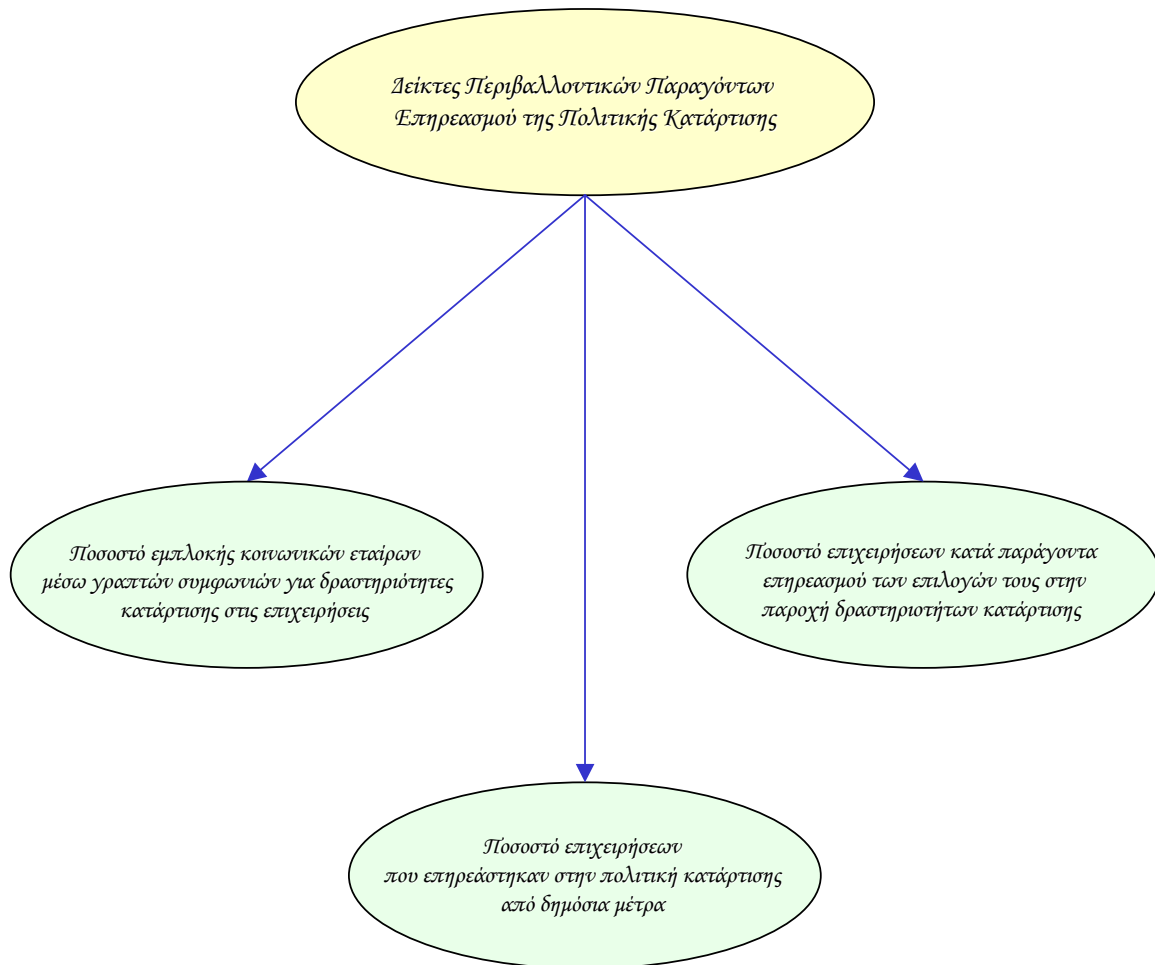 Δείκτες Περιβαλλοντικών Παραγόντων
Επηρεασμού της Πολιτικής Κατάρτισης
Ποσοστό εμπλοκής κοινωνικών εταίρων
μέσω γραπτών συμφωνιών για δραστηριότητες
κατάρτισης στις επιχειρήσεις
Ποσοστό επιχειρήσεων κατά παράγοντα
επηρεασμού των επιλογών τους στην
παροχή δραστηριοτήτων κατάρτισης
Ποσοστό επιχειρήσεων
που επηρεάστηκαν στην πολιτική κατάρτισης
από δημόσια μέτρα